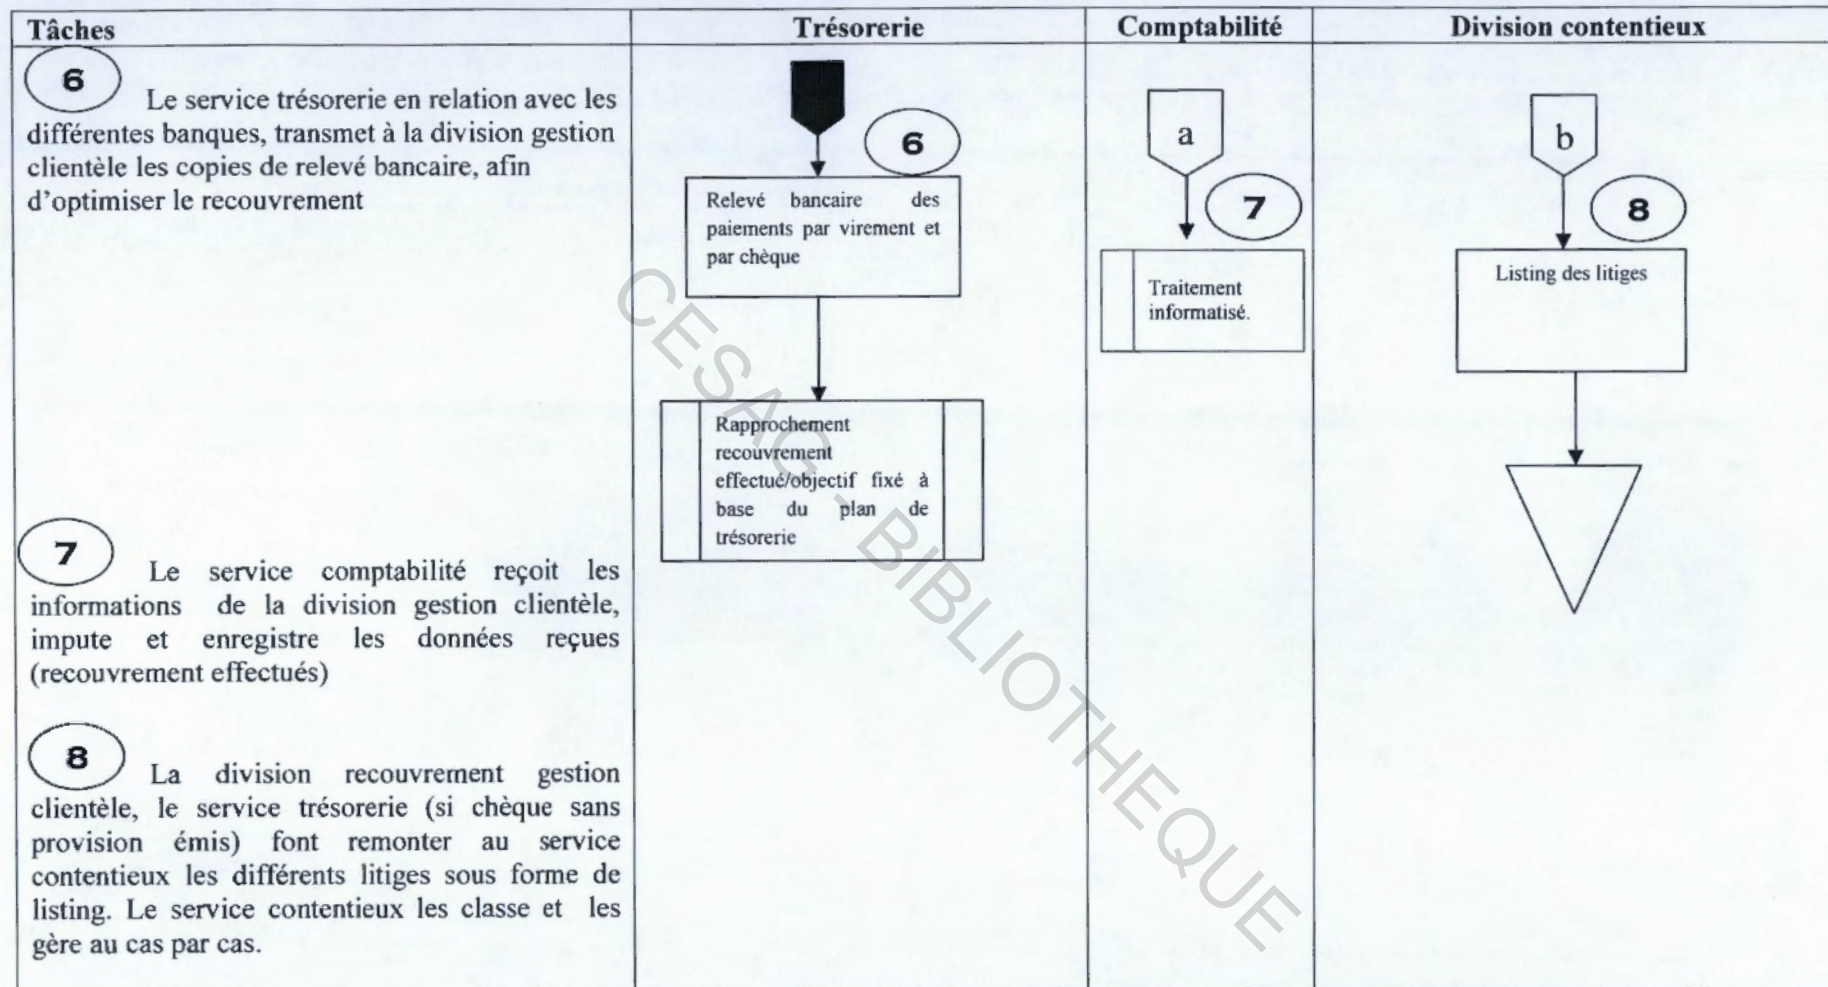 Tâches
Trésorerie
Comptabilité
Division contentieux
6
Le service trésorerie en relation avec les
différentes banques, transmet à la division gestion
clientèle les copies de relevé bancaire, afin
d'optimiser le recouvrement
7
Le service comptabilité reçoit les
informations de la division gestion clientèle,
impute et enregistre les données reçues
(recouvrement effectués)
8
La division recouvrement gestion
clientèle, le service trésorerie (si chèque sans
provision émis) font remonter au service
contentieux les différents litiges sous forme de
listing. Le service contentieux les classe et les
gère au cas par cas.
6
Relevé bancaire des
paiements par virement et
par chèque
Rapprochement
recouvrement
effectué/objectif fixé à
base du plan de
trésorerie
a
7
Traitement
informatisé.
b
8
Listing des litiges
CESAG - BIBLIOTHEQUE